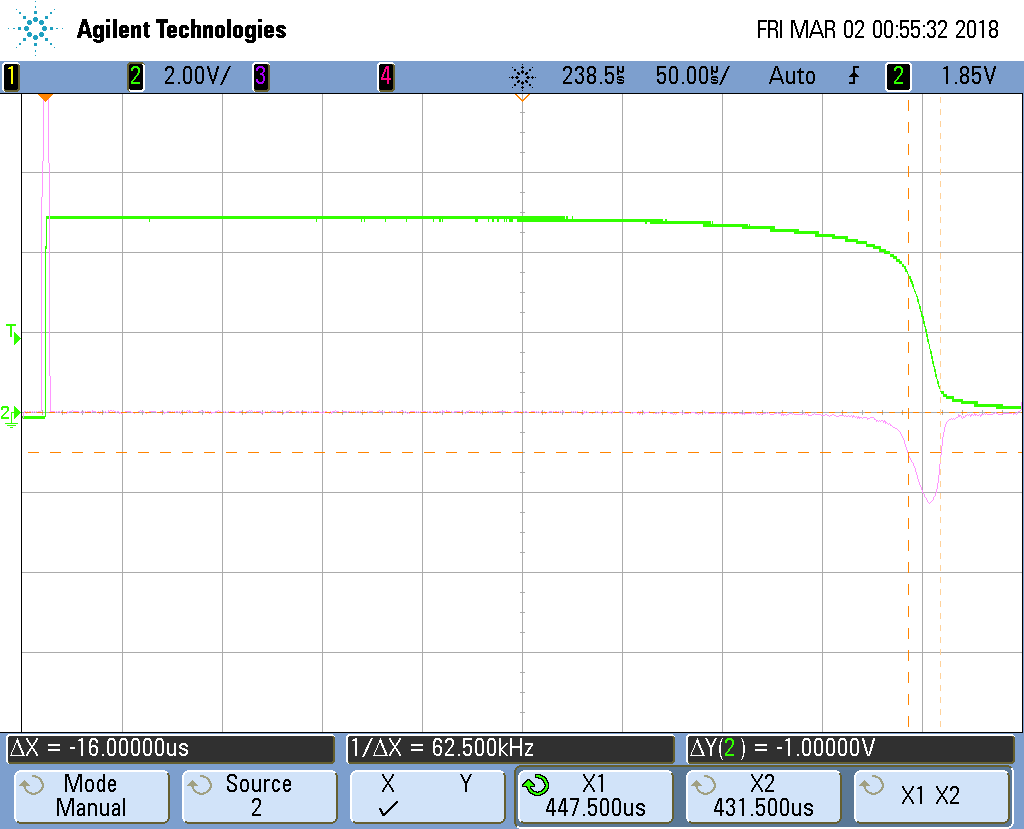 Agilent Technologies
FRI MAR 02 00:55:32 2018
1 2 2.00V/ 3 4 238.5µs 50.00µs/ Auto 2 1.85V
T
2
ΔX = -16.00000us 1/ΔX = 62.500kHz ΔY(2) = -1.00000V
Mode Source X Y X1 X2 X1 X2
Manual 2 447.500us 431.500us